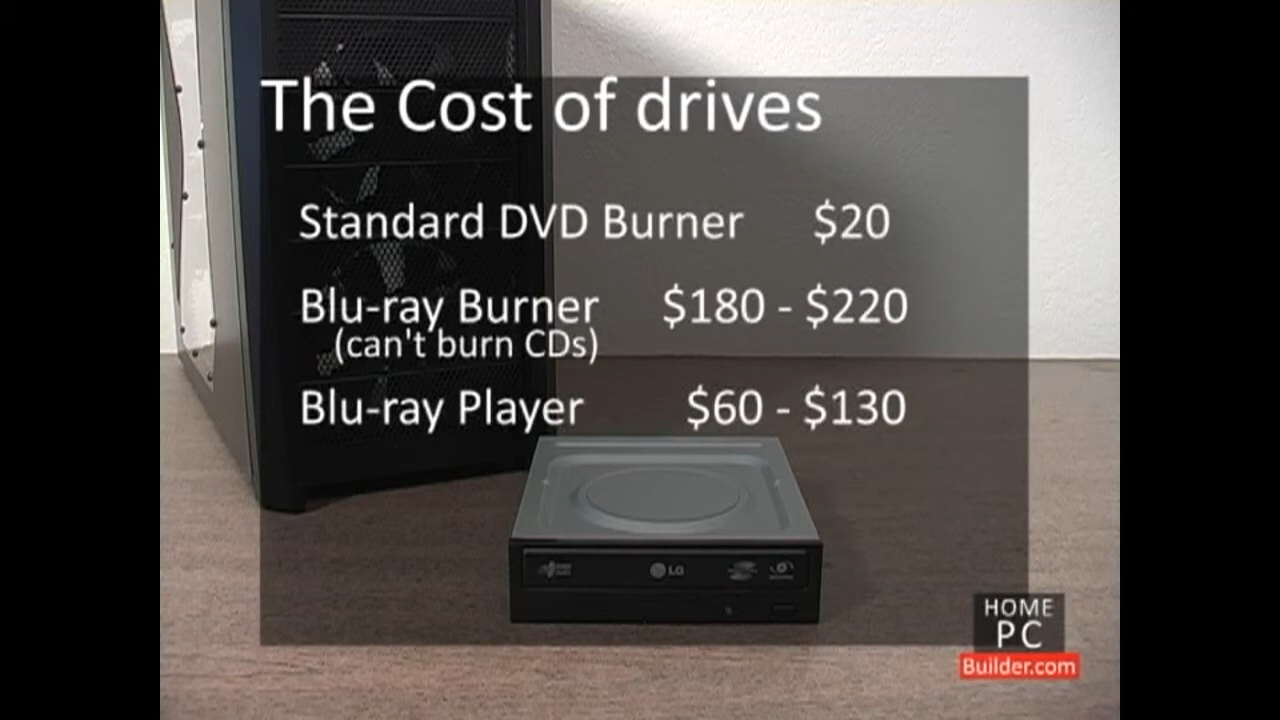 The Cost of drives
Standard DVD Burner $20
Blu-ray Burner $180 - $220
(can't burn CDs)
Blu-ray Player $60 - $130
LG
HOME
PC
Builder.com